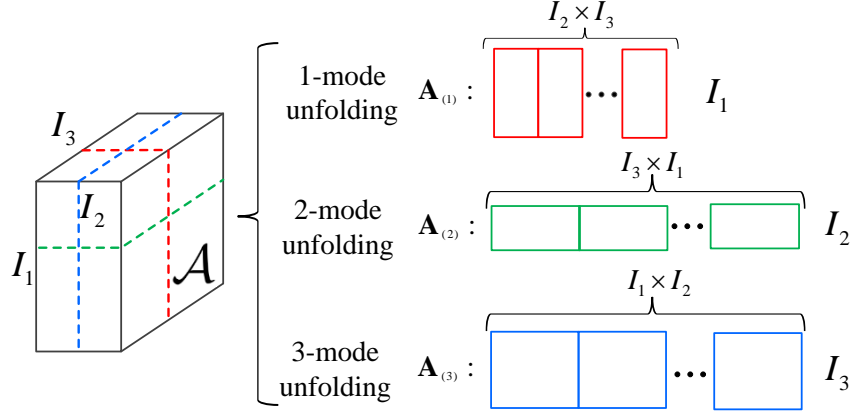 I₃
I₂
I₁
𝒜
1-mode
unfolding
A₍₁₎ :
I₂ × I₃
...
I₁
2-mode
unfolding
A₍₂₎ :
I₃ × I₁
...
I₂
3-mode
unfolding
A₍₃₎ :
I₁ × I₂
...
I₃